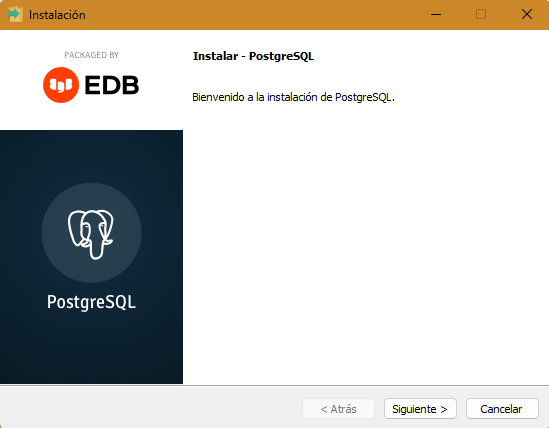 Instalación
PACKAGED BY
EDB
Instalar - PostgreSQL
Bienvenido a la instalación de PostgreSQL.
PostgreSQL
< Atrás
Siguiente >
Cancelar